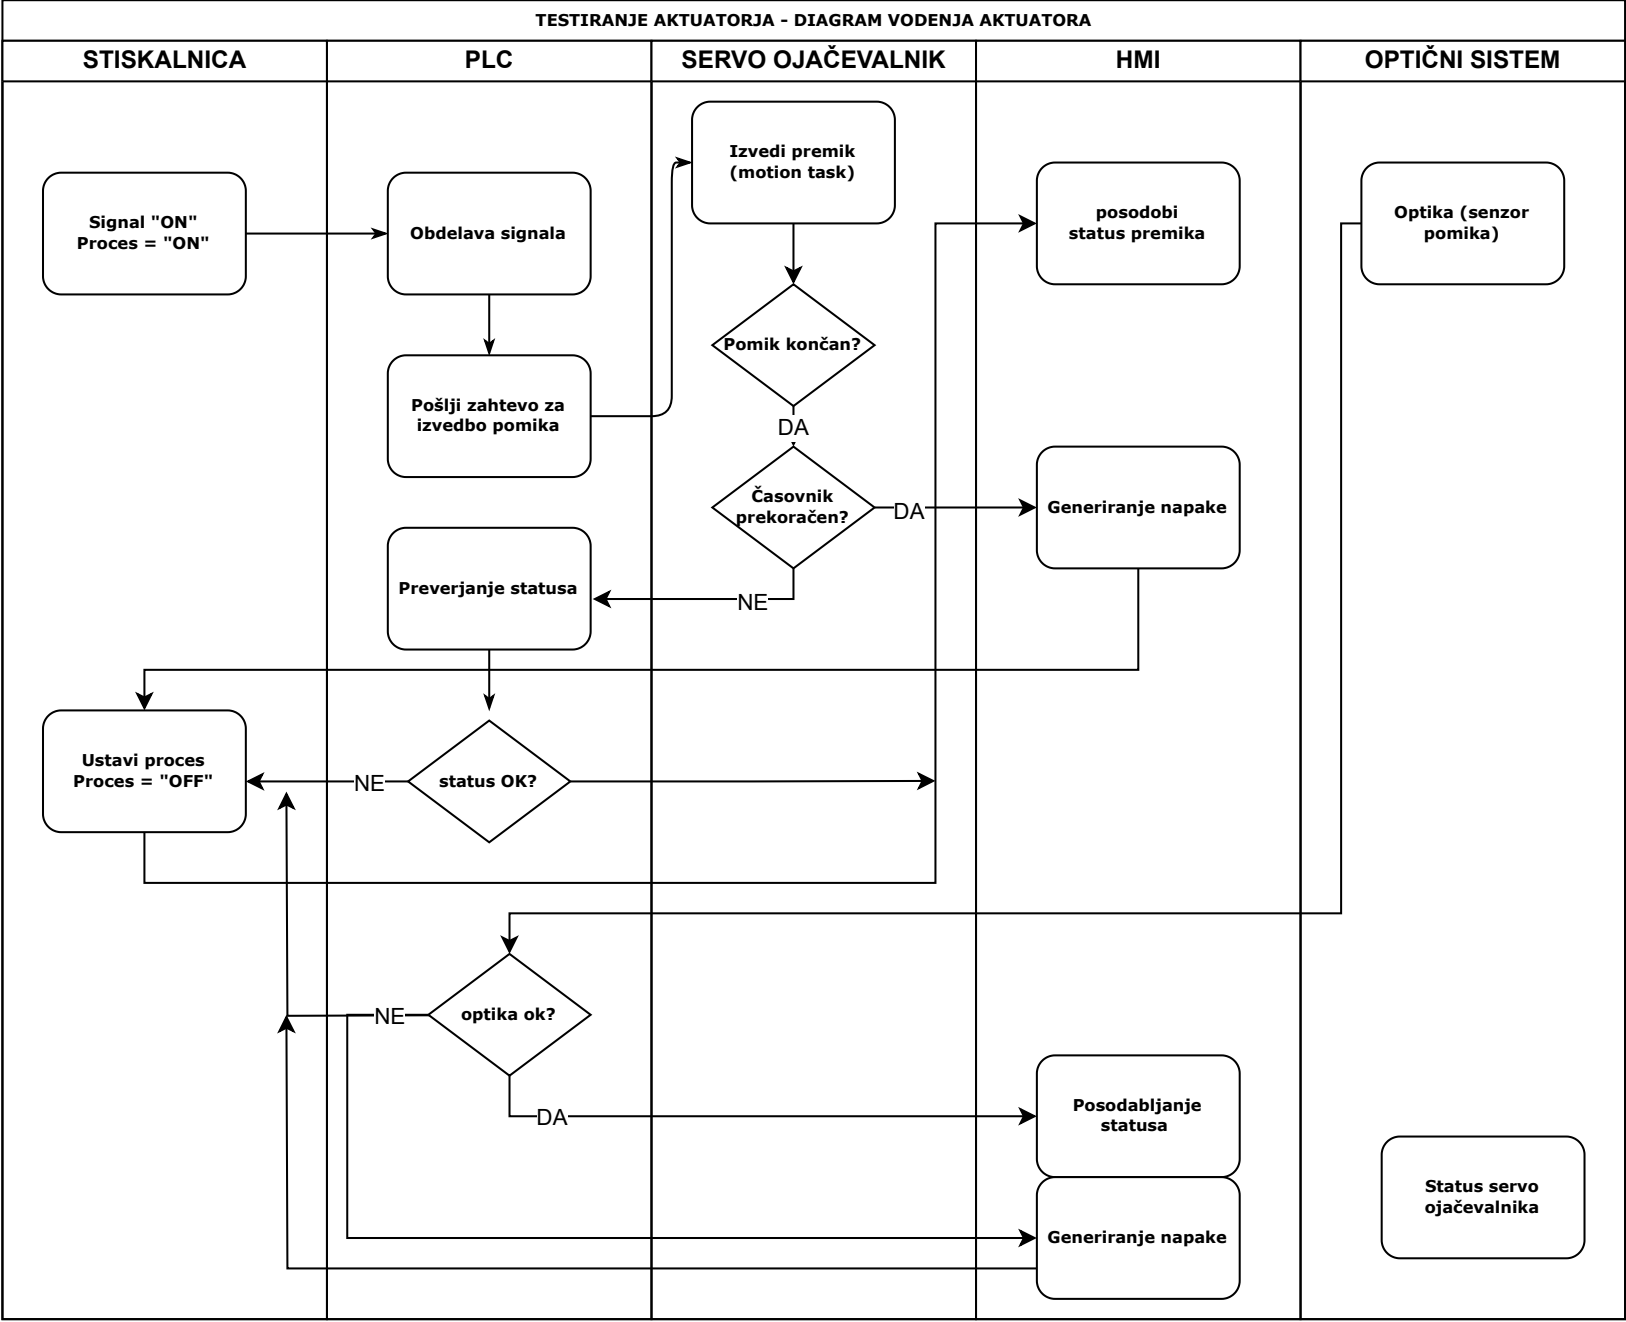 TESTIRANJE AKTUATORJA - DIAGRAM VODENJA AKTUATORA
STISKALNICA
PLC
SERVO OJAČEVALNIK
HMI
OPTIČNI SISTEM
Izvedi premik
(motion task)
Signal "ON"
Proces = "ON"
Obdelava signala
posodobi
status premika
Optika (senzor
pomika)
Pomik končan?
Pošlji zahtevo za
izvedbo pomika
DA
Časovnik
prekoračen?
DA
Generiranje napake
Preverjanje statusa
NE
Ustavi proces
Proces = "OFF"
NE
status OK?
NE
optika ok?
DA
Posodabljanje
statusa
Status servo
ojačevalnika
Generiranje napake